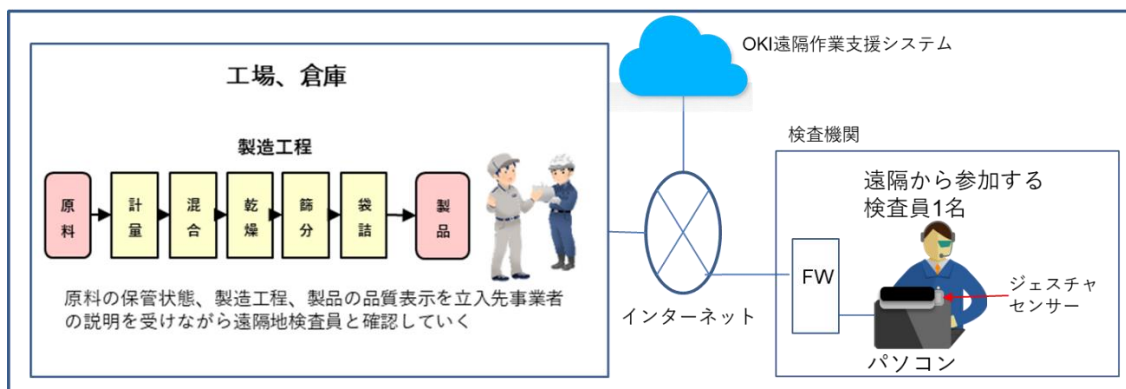 工場、倉庫
製造工程
原料
計量
混合
乾燥
篩分
袋詰
製品
原料の保管状態、製造工程、製品の品質表示を立入先事業者
の説明を受けながら遠隔地検査員と確認していく
OKI遠隔作業支援システム
インターネット
検査機関
遠隔から参加する
検査員1名
FW
ジェスチャ
センサー
パソコン